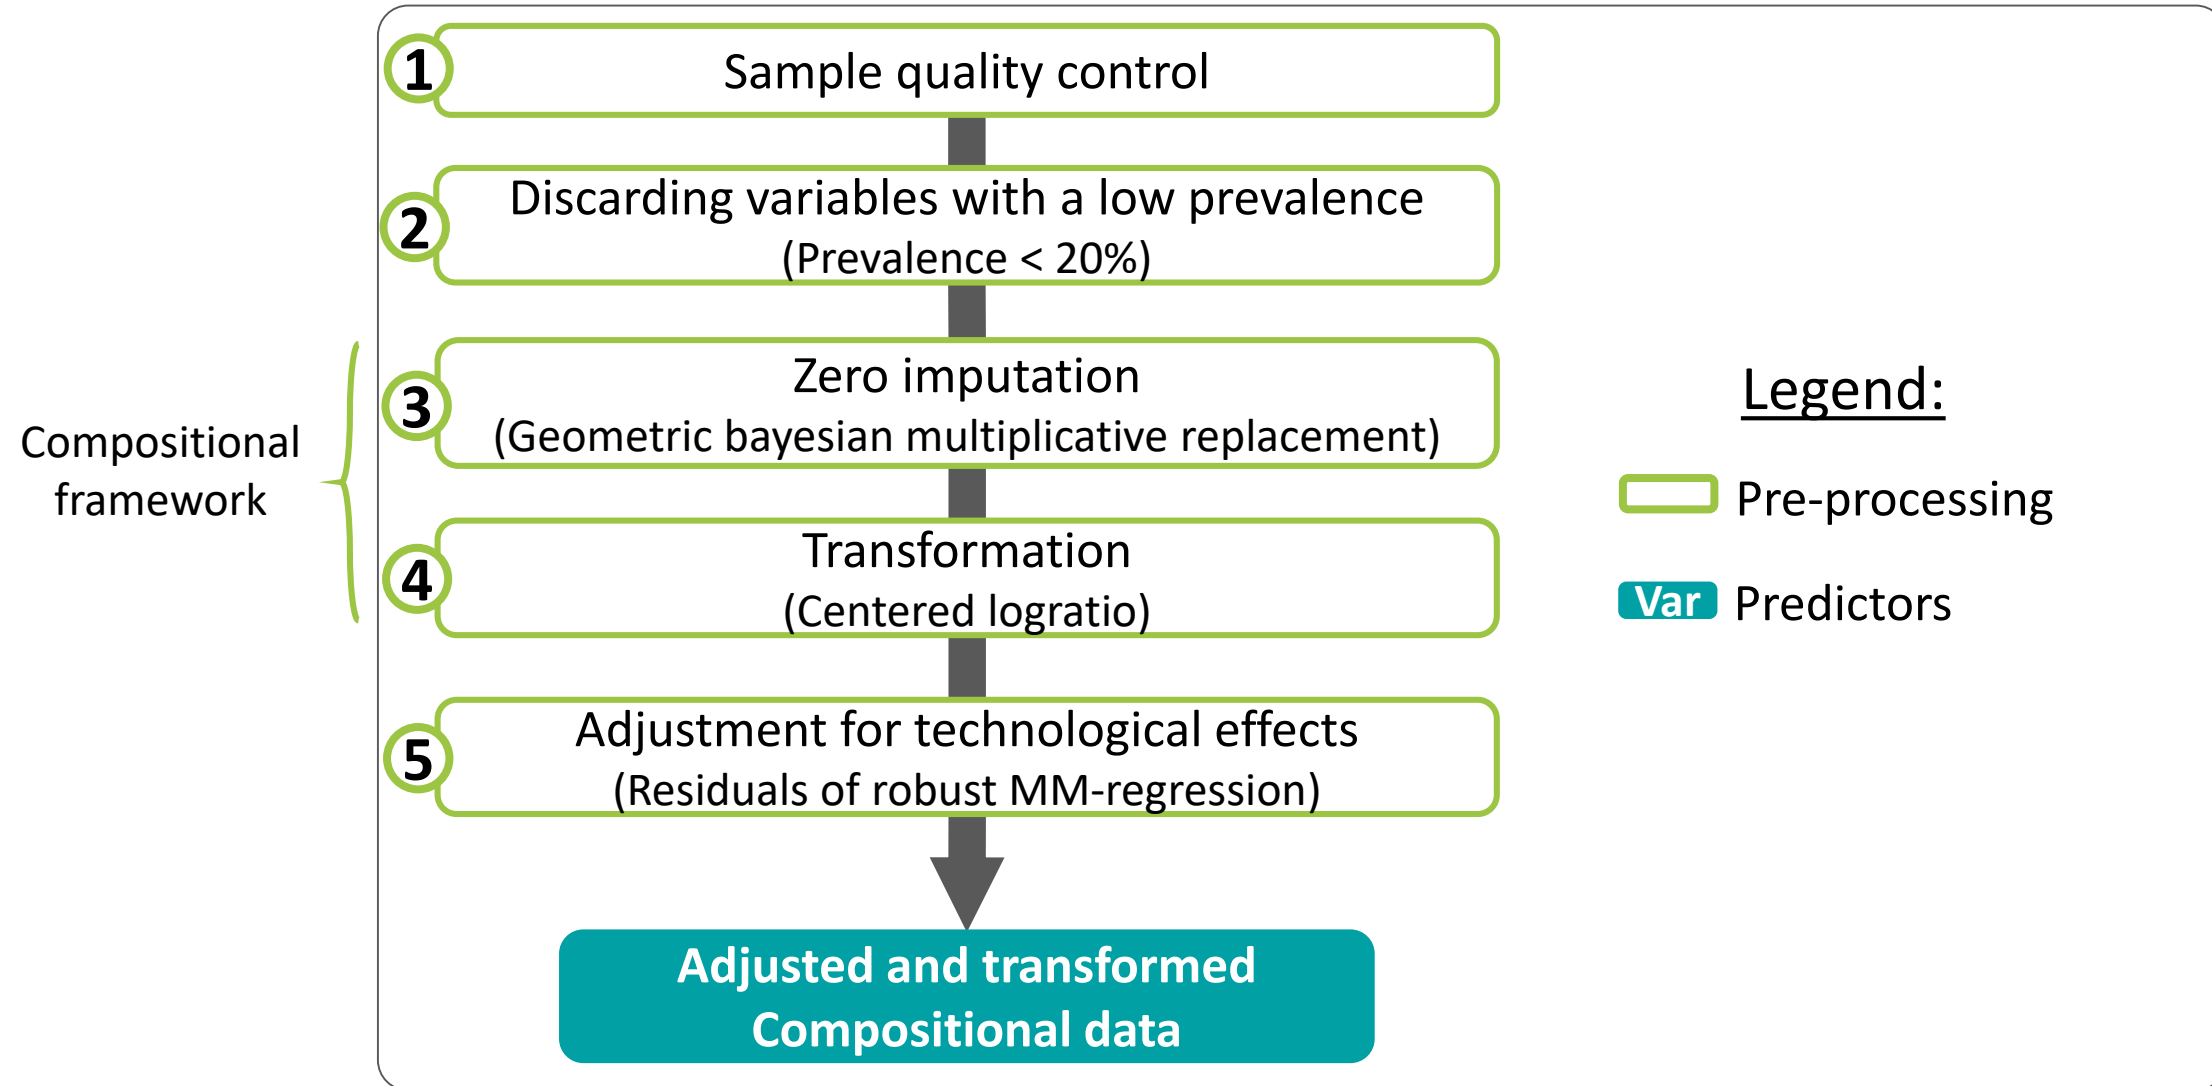 1
Sample quality control
2
Discarding variables with a low prevalence
(Prevalence < 20%)
Compositional
framework
3
Zero imputation
(Geometric bayesian multiplicative replacement)
4
Transformation
(Centered logratio)
5
Adjustment for technological effects
(Residuals of robust MM-regression)
Adjusted and transformed
Compositional data
Legend:
Pre-processing
Var Predictors